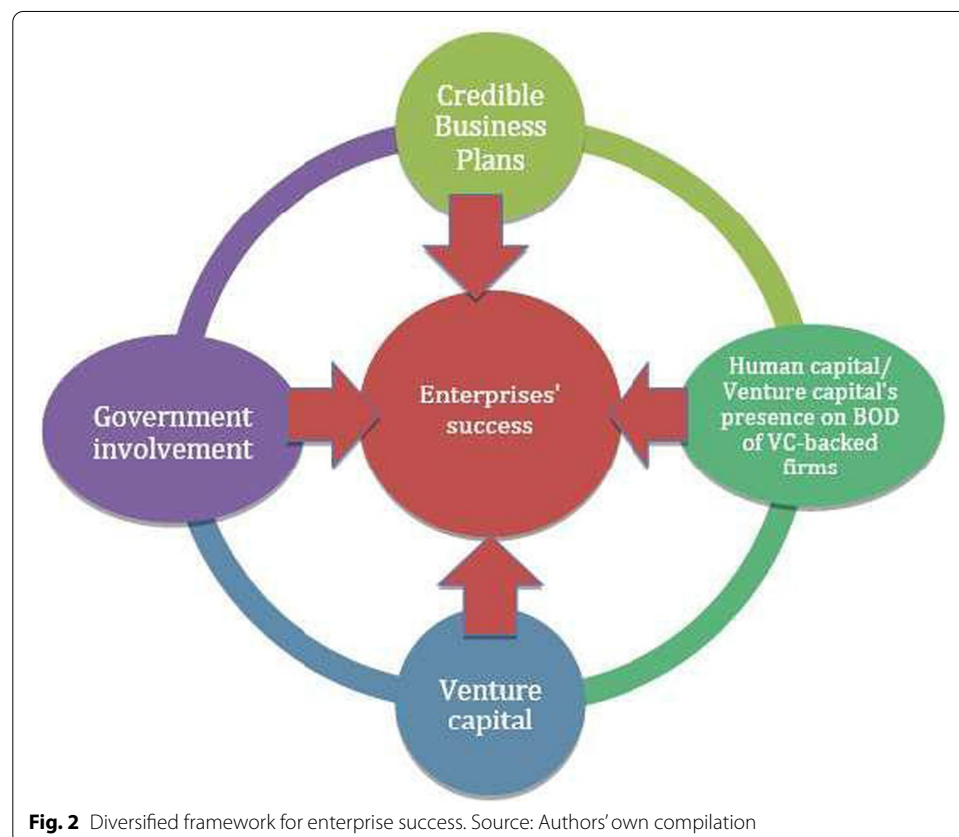 Credible
Business
Plans
Government
involvement
Enterprises'
success
Human capital/
Venture capital's
presence on BOD
of VC-backed
firms
Venture
capital
Fig. 2 Diversified framework for enterprise success. Source: Authors' own compilation